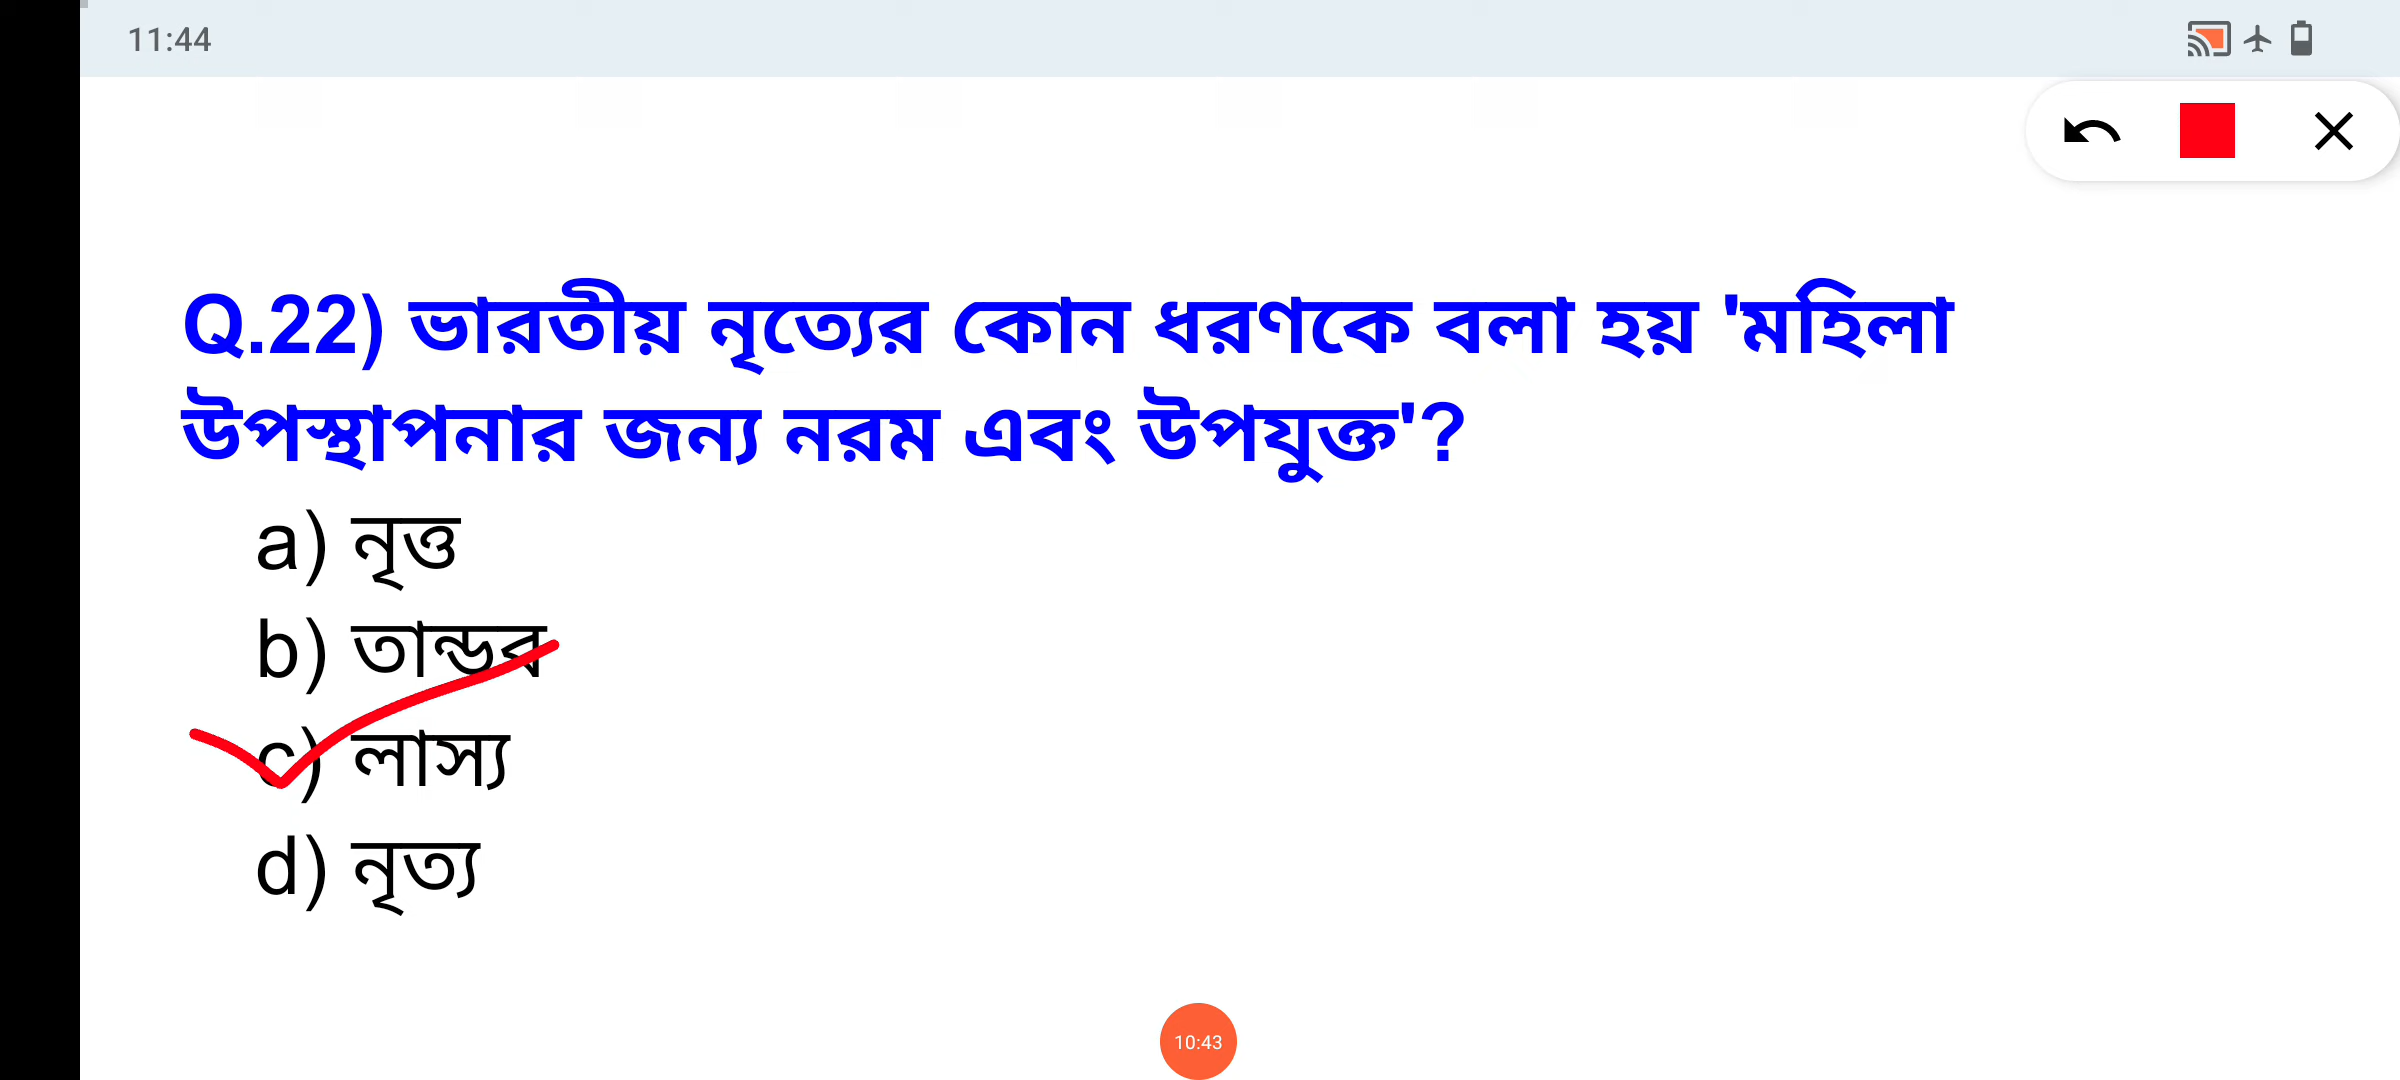 11:44
Q.22) ভারতীয় নৃত্যের কোন ধরণকে বলা হয় 'মহিলা
উপস্থাপনার জন্য নরম এবং উপযুক্ত'?
a) নৃত্ত
b) তান্ডব
c) লাস্য
d) নৃত্য
10:43